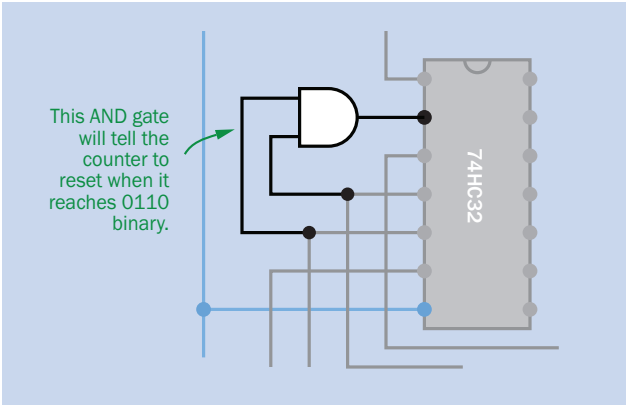 This AND gate
will tell the
counter to
reset when it
reaches 0110
binary.
74HC32